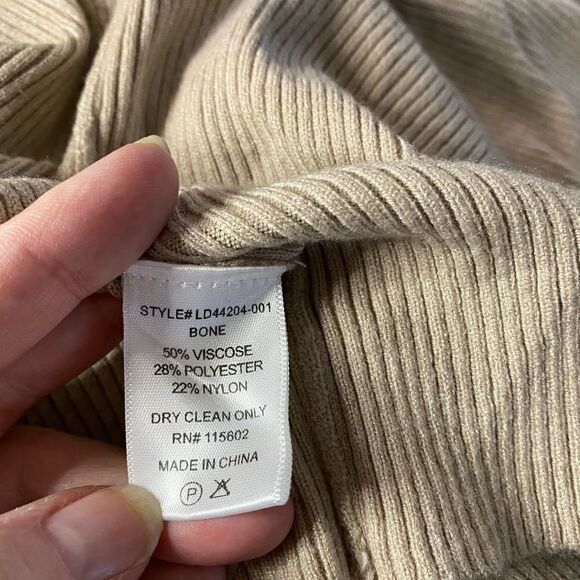 STYLE# LD44204-001
BONE
50% VISCOSE
28% POLYESTER
22% NYLON
DRY CLEAN ONLY
RN# 115602
MADE IN CHINA
P